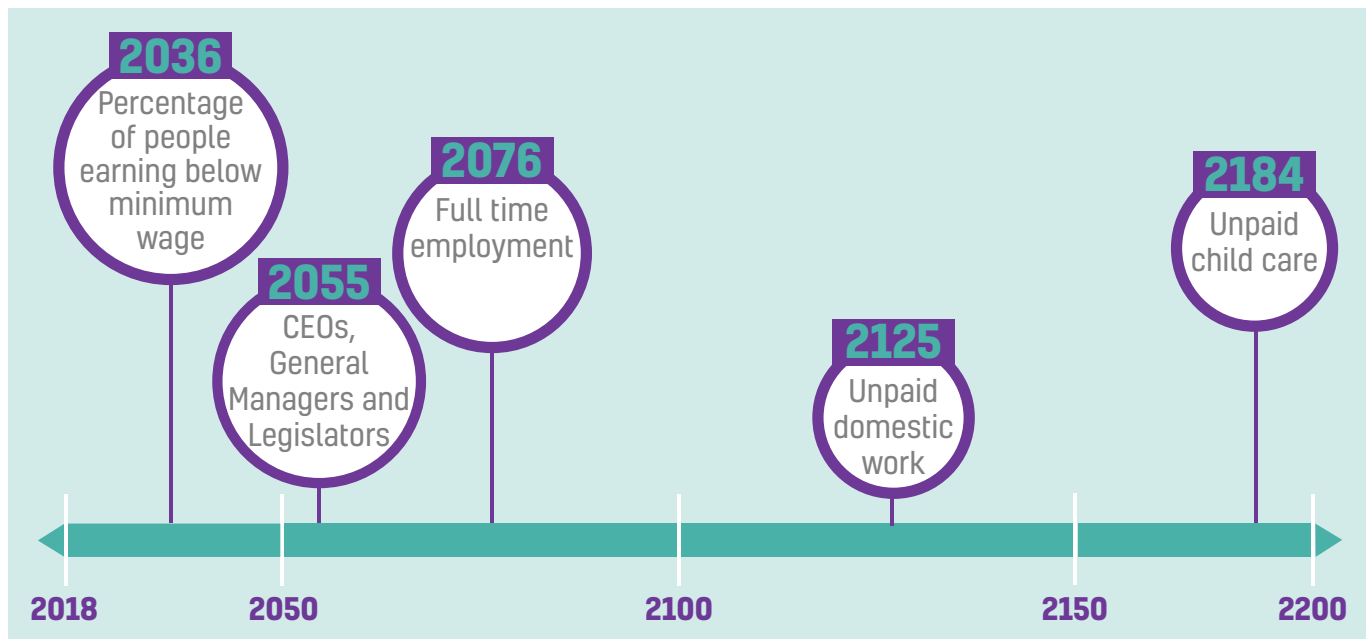 2036
Percentage
of people
earning below
minimum
wage
2055
CEOs,
General
Managers and
Legislators
2076
Full time
employment
2125
Unpaid
domestic
work
2184
Unpaid
child care
2018
2050
2100
2150
2200